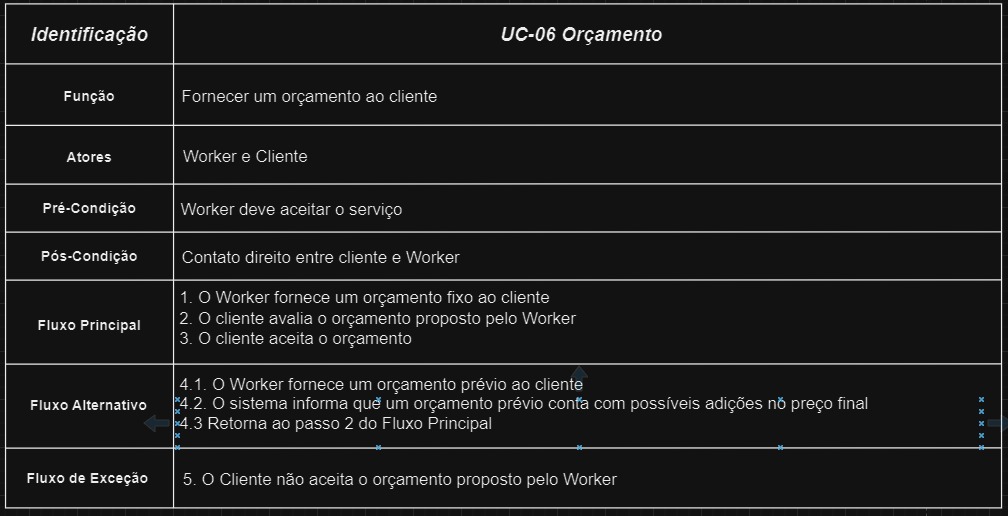 Identificação
UC-06 Orçamento
Função
Fornecer um orçamento ao cliente
Atores
Worker e Cliente
Pré-Condição
Worker deve aceitar o serviço
Pós-Condição
Contato direito entre cliente e Worker
Fluxo Principal
1. O Worker fornece um orçamento fixo ao cliente
2. O cliente avalia o orçamento proposto pelo Worker
3. O cliente aceita o orçamento
Fluxo Alternativo
4.1. O Worker fornece um orçamento prévio ao cliente
4.2. O sistema informa que um orçamento prévio conta com possíveis adições no preço final
4.3 Retorna ao passo 2 do Fluxo Principal
Fluxo de Exceção
5. O Cliente não aceita o orçamento proposto pelo Worker